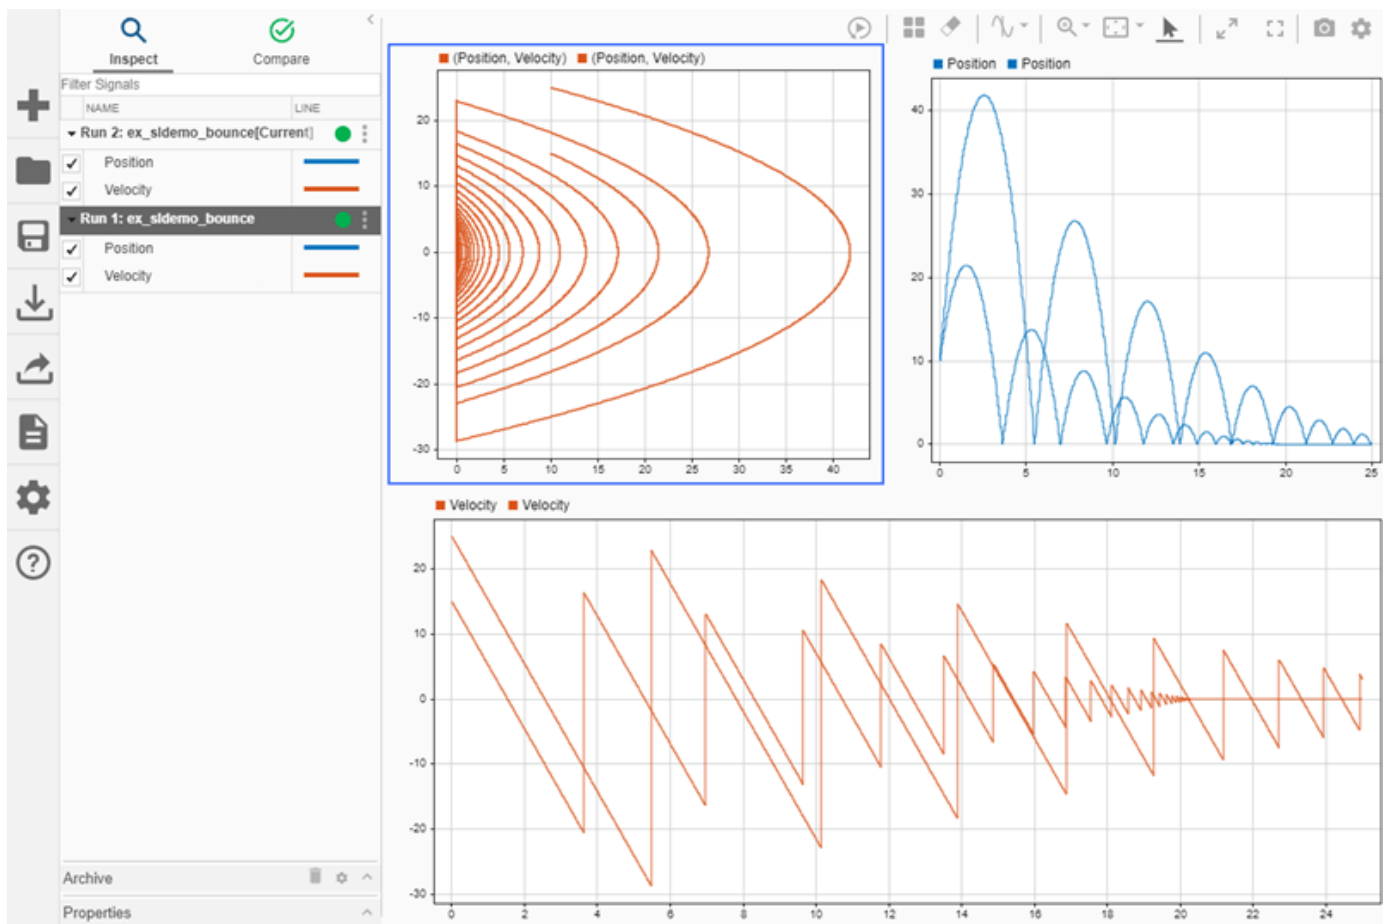 Inspect
Compare
Filter Signals
NAME LINE
Run 2: ex_sldemo_bounce[Current]
Position
Velocity
Run 1: ex_sldemo_bounce
Position
Velocity
Archive
Properties
(Position, Velocity) (Position, Velocity)
20
10
0
-10
-20
-30
0 5 10 15 20 25 30 35 40
Position Position
40
30
20
10
0
0 5 10 15 20 25
Velocity Velocity
20
10
0
-10
-20
-30
0 2 4 6 8 10 12 14 16 18 20 22 24